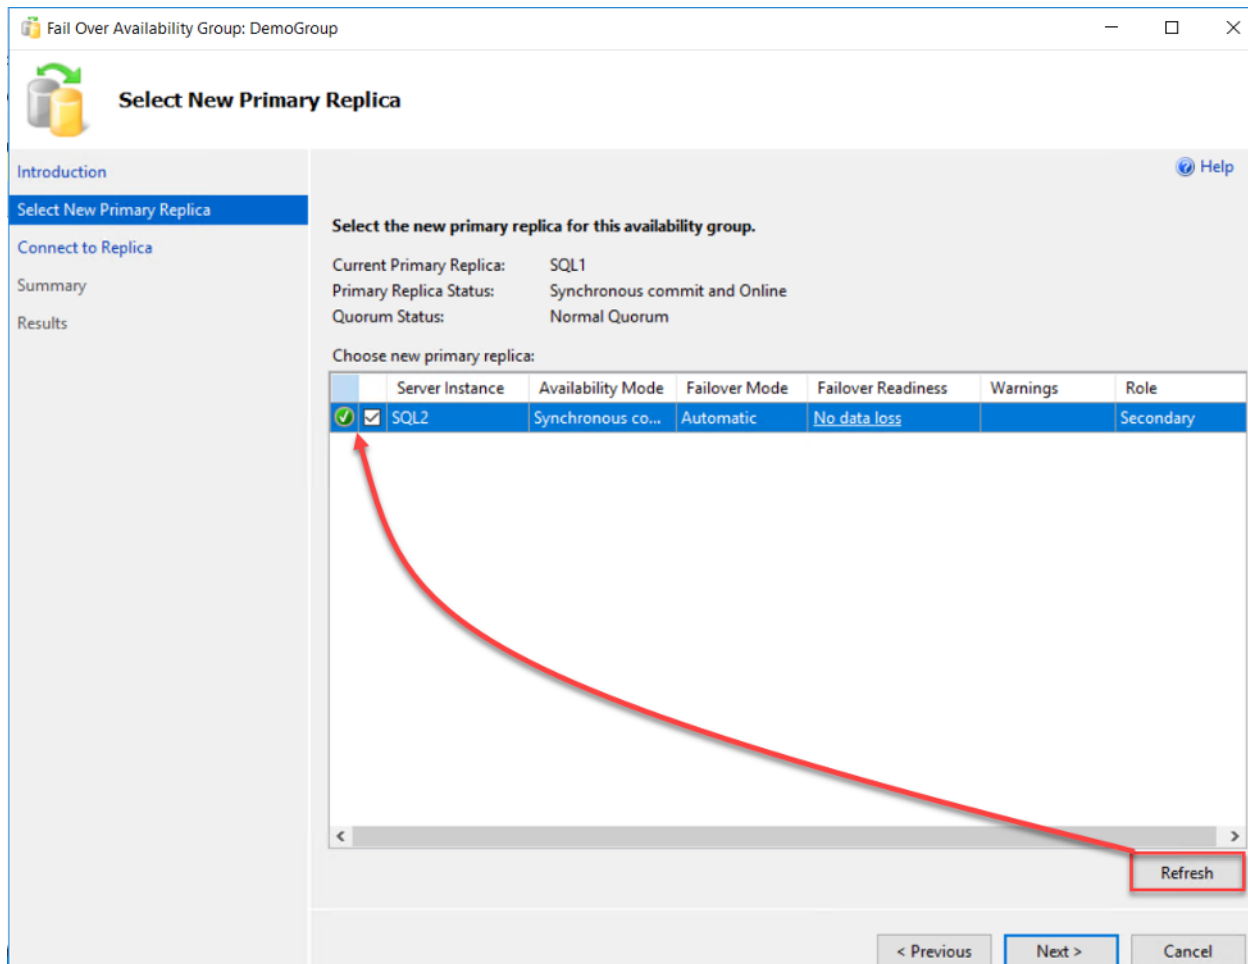 Fail Over Availability Group: DemoGroup
Select New Primary Replica
Introduction
Help
Select New Primary Replica
Select the new primary replica for this availability group.
Connect to Replica
Current Primary Replica: SQL1
Summary
Primary Replica Status: Synchronous commit and Online
Results
Quorum Status: Normal Quorum
Choose new primary replica:
Server Instance Availability Mode Failover Mode Failover Readiness Warnings Role
SQL2 Synchronous co... Automatic No data loss Secondary
Refresh
< Previous Next > Cancel